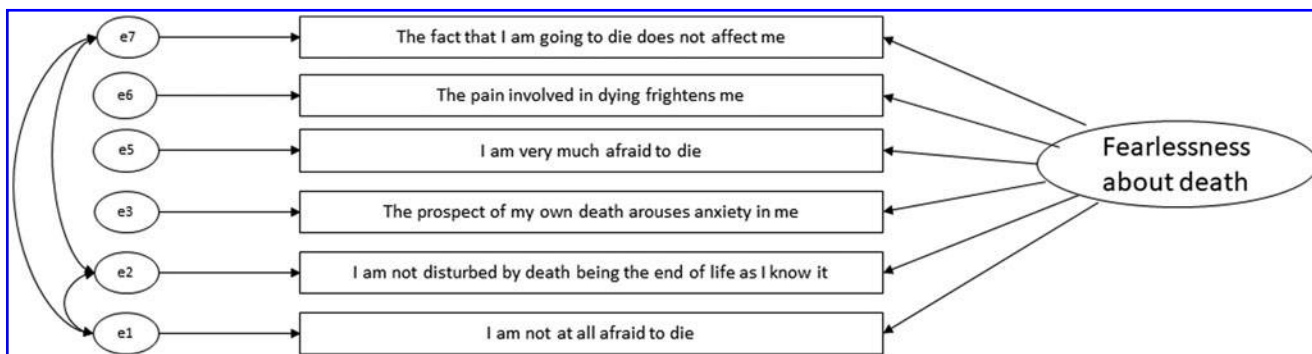 e7
The fact that I am going to die does not affect me
e6
The pain involved in dying frightens me
e5
I am very much afraid to die
Fearlessness
about death
e3
The prospect of my own death arouses anxiety in me
e2
I am not disturbed by death being the end of life as I know it
e1
I am not at all afraid to die